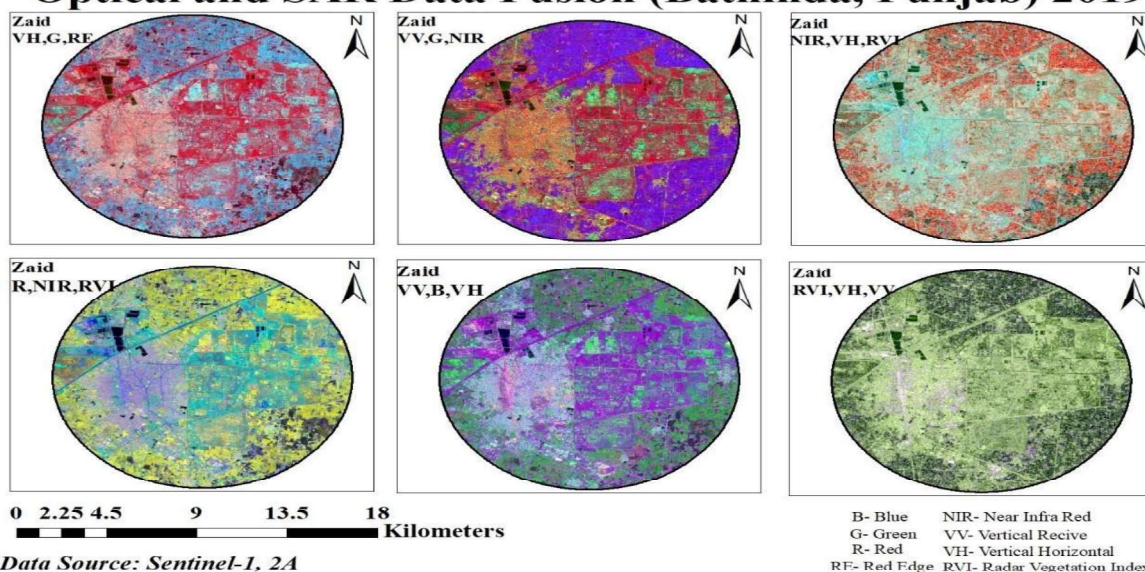 Optical and SAR Data Fusion (Bathinda, Punjab) 2019
Zaid
VH,G,RE
N
Zaid
VV,G,NIR
N
Zaid
NIR,VH,RVI
N
Zaid
R,NIR,RVI
N
Zaid
VV,B,VH
N
Zaid
RVI,VH,VV
N
0 2.25 4.5 9 13.5 18
Kilometers
B- Blue NIR- Near Infra Red
G- Green VV- Vertical Recive
R- Red VH- Vertical Horizontal
RE- Red Edge RVI- Radar Vegetation Index
Data Source: Sentinel-1, 2A